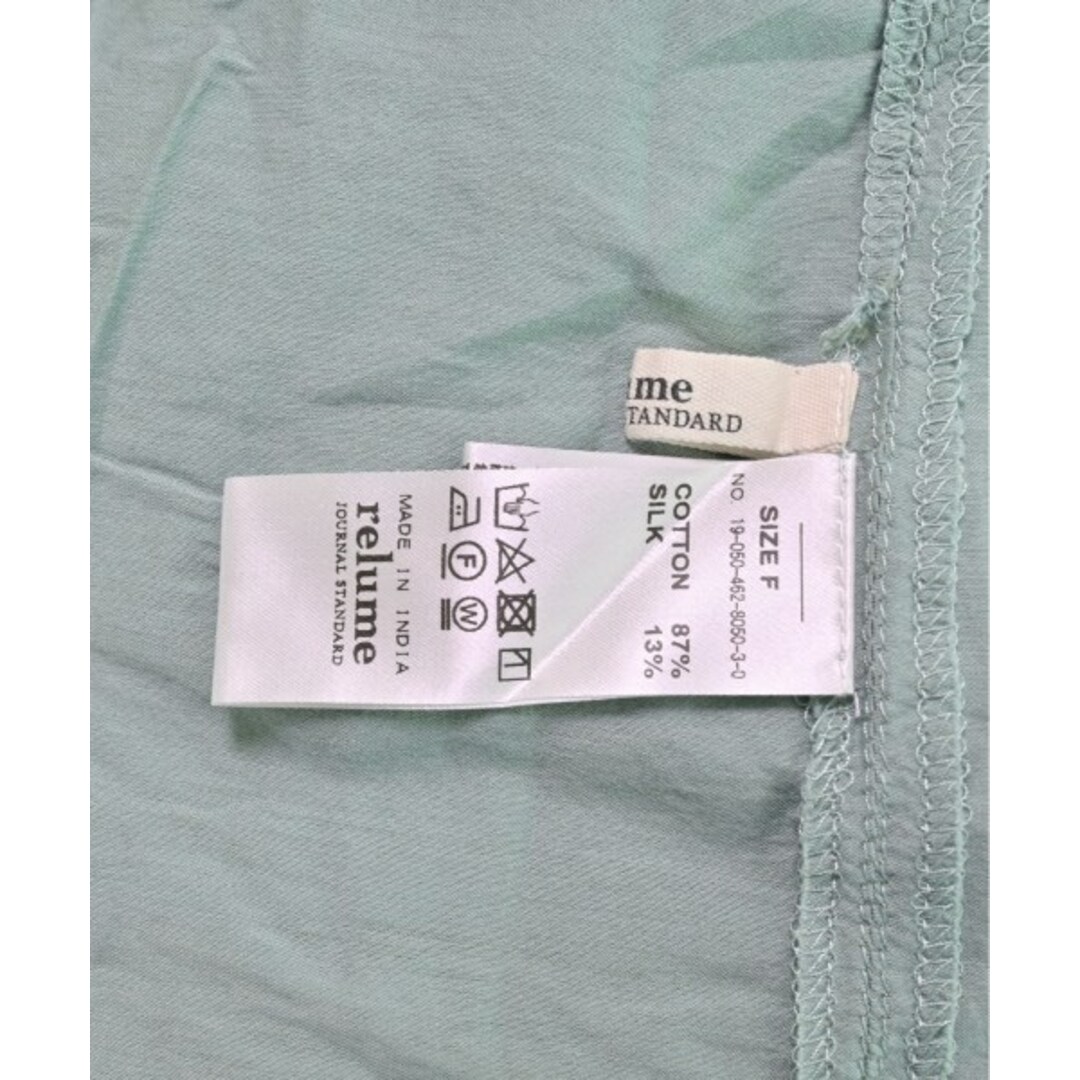 ume
TANDARD
SIZE F
NO. 19-050-462-8050-3-0
COTTON 87%
SILK 13%
F
W
MADE IN INDIA
relume
JOURNAL STANDARD